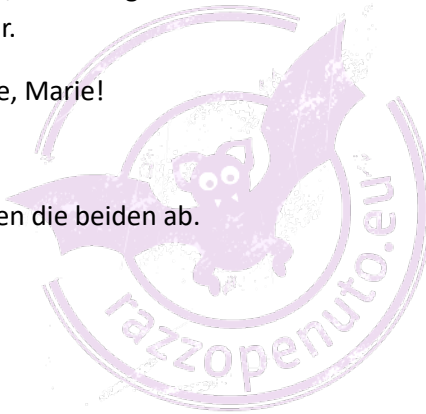 r.
e, Marie!
en die beiden ab.
razzopenuto.eu